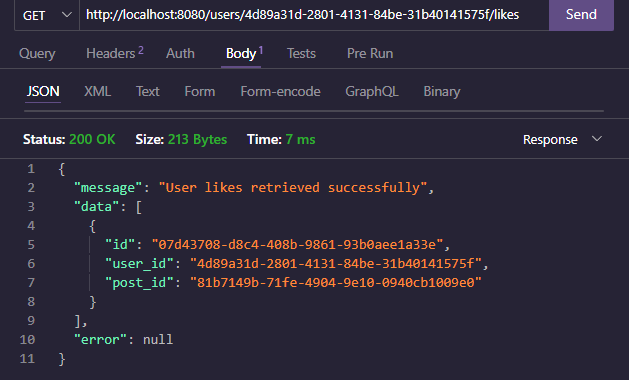 GET http://localhost:8080/users/4d89a31d-2801-4131-84be-31b40141575f/likes Send
Query Headers 2 Auth Body 1 Tests Pre Run
JSON XML Text Form Form-encode GraphQL Binary
Status: 200 OK Size: 213 Bytes Time: 7 ms Response
1 {
2 "message": "User likes retrieved successfully",
3 "data": [
4 {
5 "id": "07d43708-d8c4-408b-9861-93b0aee1a33e",
6 "user_id": "4d89a31d-2801-4131-84be-31b40141575f",
7 "post_id": "81b7149b-71fe-4904-9e10-0940cb1009e0"
8 }
9 ],
10 "error": null
11 }